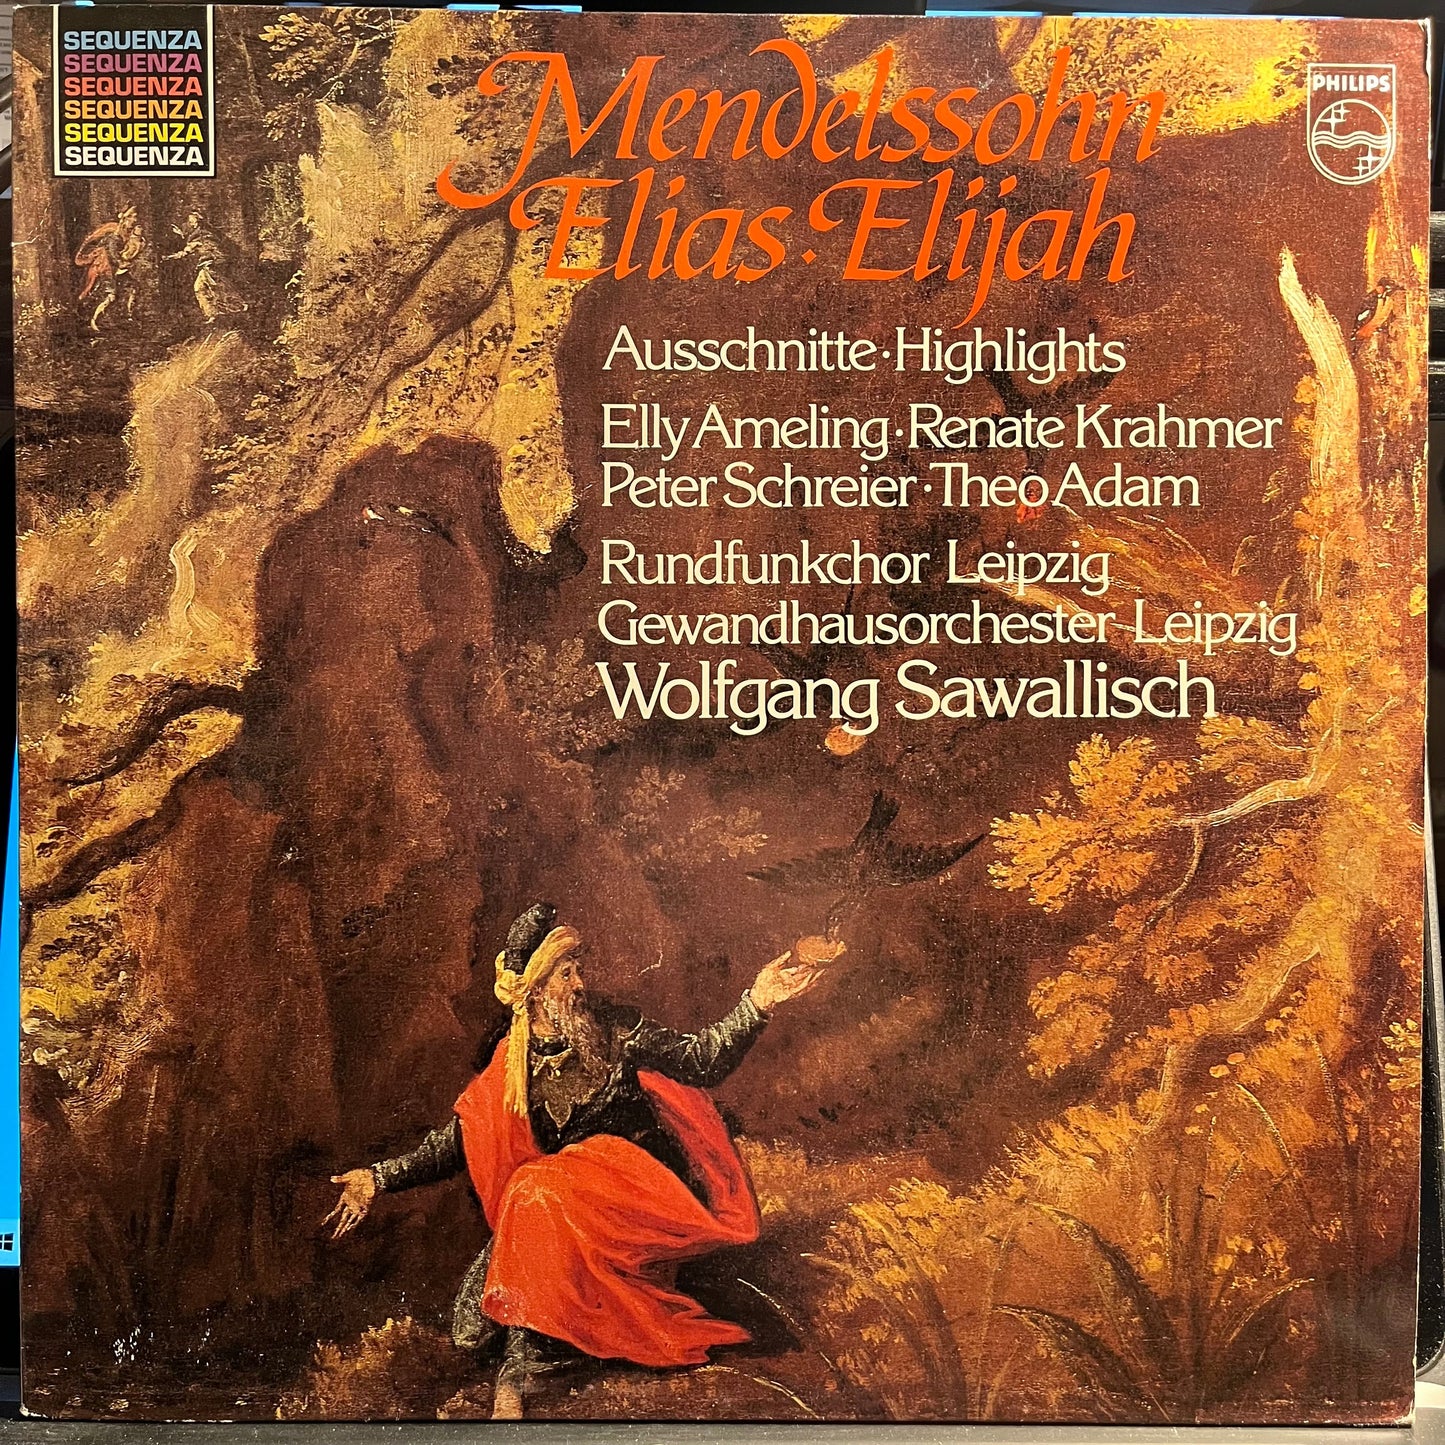 SEQUENZA
SEQUENZA
SEQUENZA
SEQUENZA
SEQUENZA
SEQUENZA
PHILIPS
Mendelssohn
Elias · Elijah
Ausschnitte · Highlights
Elly Ameling · Renate Krahmer
Peter Schreier · Theo Adam
Rundfunkchor Leipzig
Gewandhausorchester Leipzig
Wolfgang Sawallisch